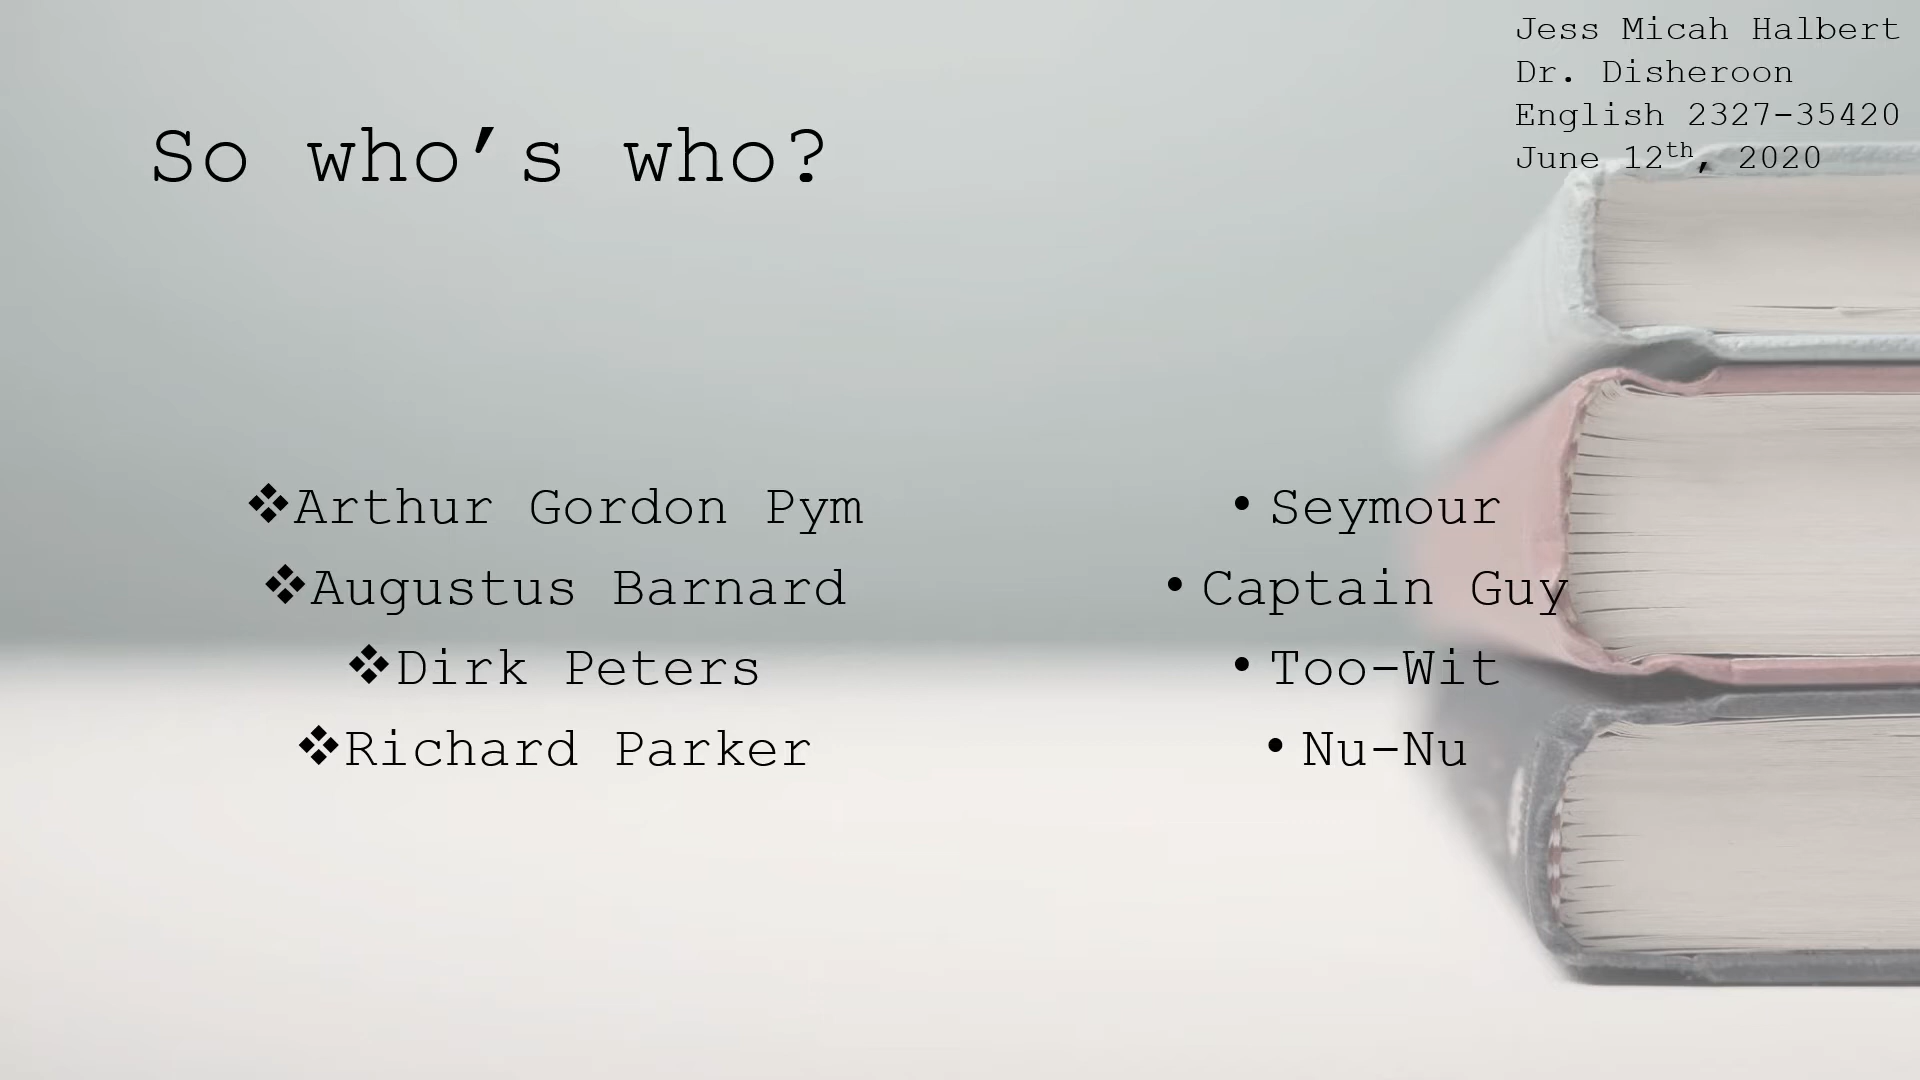 Jess Micah Halbert
Dr. Disheroon
English 2327-35420
June 12th, 2020
So who’s who?
❖Arthur Gordon Pym
❖Augustus Barnard
❖Dirk Peters
❖Richard Parker
• Seymour
• Captain Guy
• Too-Wit
• Nu-Nu